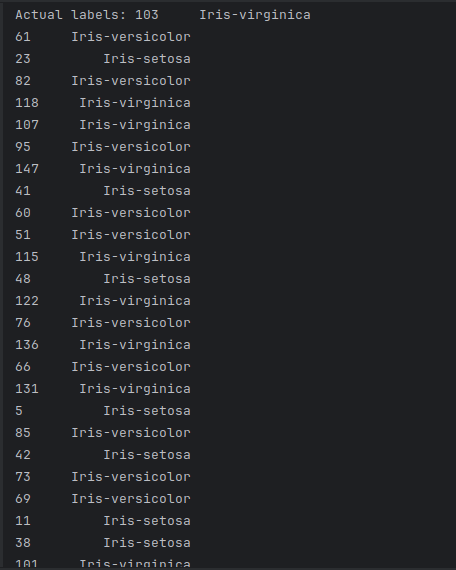 Actual labels: 103     Iris-virginica
61     Iris-versicolor
23         Iris-setosa
82     Iris-versicolor
118     Iris-virginica
107     Iris-virginica
95     Iris-versicolor
147     Iris-virginica
41         Iris-setosa
60     Iris-versicolor
51     Iris-versicolor
115     Iris-virginica
48         Iris-setosa
122     Iris-virginica
76     Iris-versicolor
136     Iris-virginica
66     Iris-versicolor
131     Iris-virginica
5          Iris-setosa
85     Iris-versicolor
42         Iris-setosa
73     Iris-versicolor
69     Iris-versicolor
11         Iris-setosa
38         Iris-setosa
101     Iris-virginica